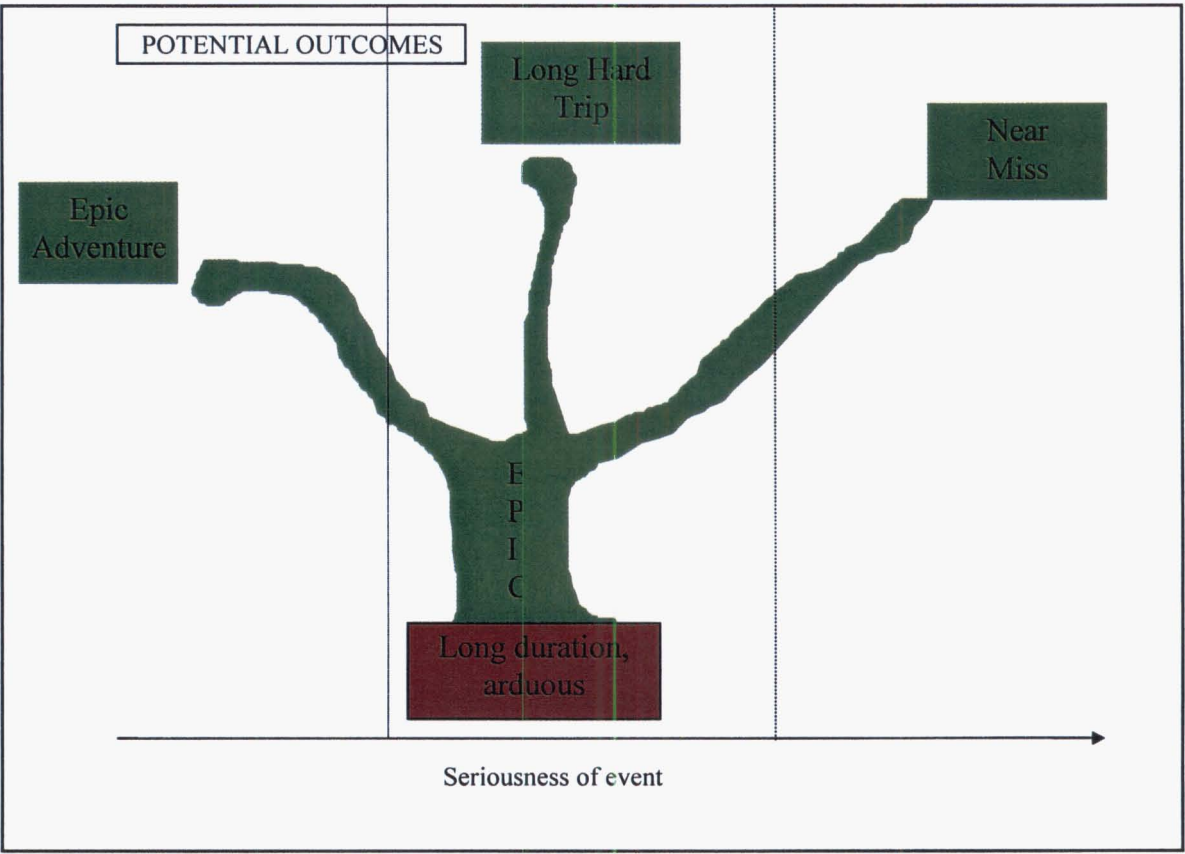 POTENTIAL OUTCOMES
Long Hard
Trip
Near
Miss
Epic
Adventure
E
P
I
C
Long duration,
arduous
Seriousness of event